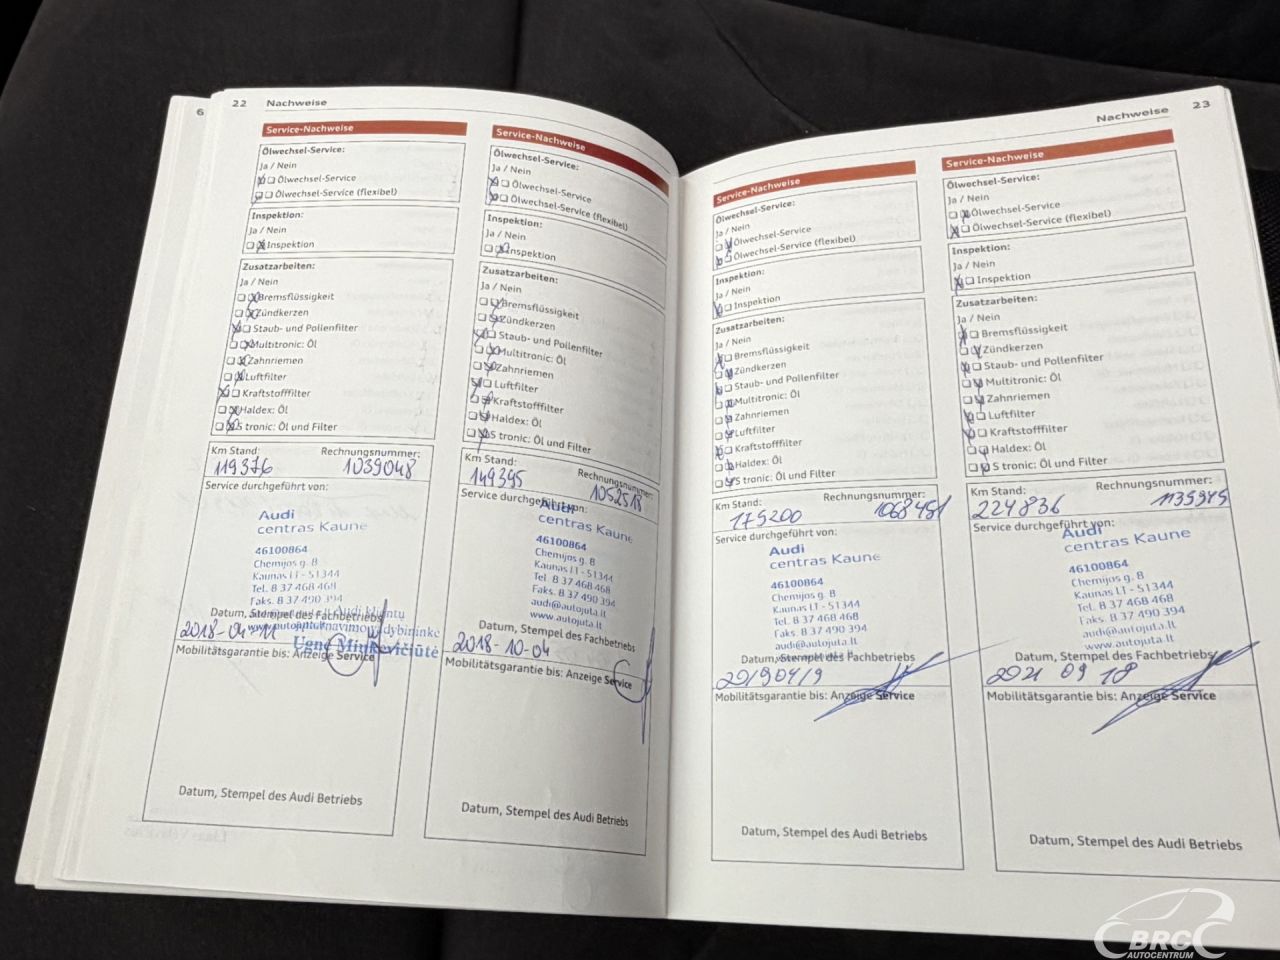 6
22 Nachweise
Service-Nachweise
Ölwechsel-Service:
Ja / Nein
Ölwechsel-Service
Ölwechsel-Service (flexibel)
Inspektion:
Ja / Nein
Inspektion
Zusatzarbeiten:
Ja / Nein
Bremsflüssigkeit
Zündkerzen
Staub- und Pollenfilter
Multitronic: Öl
Zahnriemen
Luftfilter
Kraftstofffilter
Haldex: Öl
S tronic: Öl und Filter
Km Stand: Rechnungsnummer:
119376 1039048
Service durchgeführt von:
Audi
centras Kaune
46100864
Chemijos g. 8
Kaunas LT - 51344
Tel. 8 37 468 468
Faks. 8 37 490 394
Audi klientų
Datum, Stempel des Fachbetriebs
2018-04-11
Ugnė Minkevičiūtė
Mobilitätsgarantie bis: Anzeige Service
Datum, Stempel des Audi Betriebs
Service-Nachweise
Ölwechsel-Service:
Ja / Nein
Ölwechsel-Service
Ölwechsel-Service (flexibel)
Inspektion:
Ja / Nein
Inspektion
Zusatzarbeiten:
Ja / Nein
Bremsflüssigkeit
Zündkerzen
Staub- und Pollenfilter
Multitronic: Öl
Zahnriemen
Luftfilter
Kraftstofffilter
Haldex: Öl
S tronic: Öl und Filter
Km Stand: Rechnungsnummer:
149395 1052518
Service durchgeführt von:
Audi
centras Kaune
46100864
Chemijos g. 8
Kaunas LT - 51344
Tel. 8 37 468 468
Faks. 8 37 490 394
audi@autojuta.lt
www.autojuta.lt
Datum, Stempel des Fachbetriebs
2018-10-04
Mobilitätsgarantie bis: Anzeige Service
Datum, Stempel des Audi Betriebs
Nachweise 23
Service-Nachweise
Ölwechsel-Service:
Ja / Nein
Ölwechsel-Service
Ölwechsel-Service (flexibel)
Inspektion:
Ja / Nein
Inspektion
Zusatzarbeiten:
Ja / Nein
Bremsflüssigkeit
Zündkerzen
Staub- und Pollenfilter
Multitronic: Öl
Zahnriemen
Luftfilter
Kraftstofffilter
Haldex: Öl
S tronic: Öl und Filter
Km Stand: Rechnungsnummer:
175200 1068451
Service durchgeführt von:
Audi
centras Kaune
46100864
Chemijos g. 8
Kaunas LT - 51344
Tel. 8 37 468 468
Faks. 8 37 490 394
audi@autojuta.lt
Datum, Stempel des Fachbetriebs
2019 04 19
Mobilitätsgarantie bis: Anzeige Service
Datum, Stempel des Audi Betriebs
Service-Nachweise
Ölwechsel-Service:
Ja / Nein
Ölwechsel-Service
Ölwechsel-Service (flexibel)
Inspektion:
Ja / Nein
Inspektion
Zusatzarbeiten:
Ja / Nein
Bremsflüssigkeit
Zündkerzen
Staub- und Pollenfilter
Multitronic: Öl
Zahnriemen
Luftfilter
Kraftstofffilter
Haldex: Öl
S tronic: Öl und Filter
Km Stand: Rechnungsnummer:
224836 1135945
Service durchgeführt von:
Audi
centras Kaune
46100864
Chemijos g. 8
Kaunas LT - 51344
Tel. 8 37 468 468
Faks. 8 37 490 394
audi@autojuta.lt
www.autojuta.lt
Datum, Stempel des Fachbetriebs
2021 09 18
Mobilitätsgarantie bis: Anzeige Service
Datum, Stempel des Audi Betriebs
BRC
AUTOCENTRUM